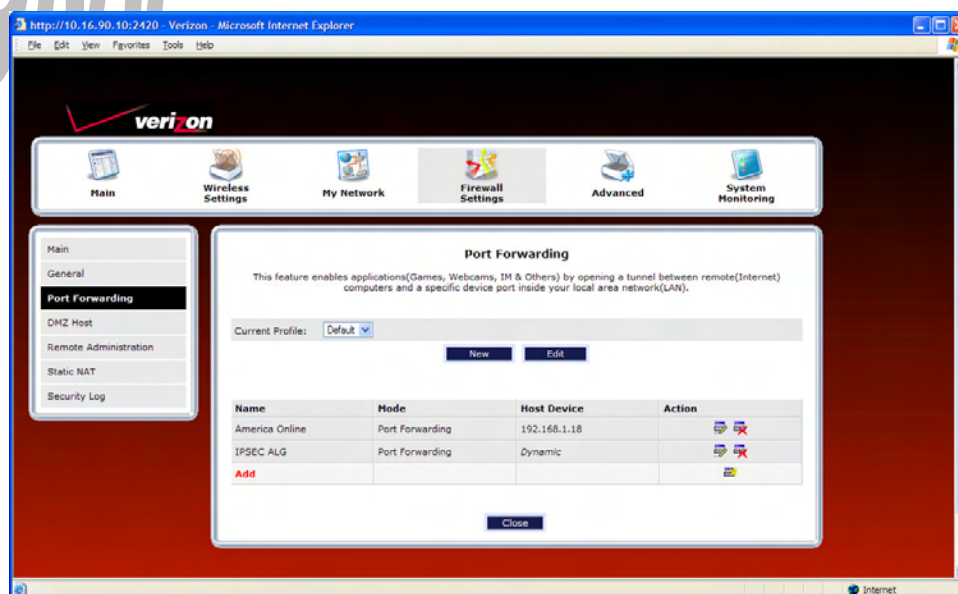 http://10.16.90.10:2420 - Verizon - Microsoft Internet Explorer
File Edit View Favorites Tools Help
verizon
Main
Wireless Settings
My Network
Firewall Settings
Advanced
System Monitoring
Main
General
Port Forwarding
DMZ Host
Remote Administration
Static NAT
Security Log
Port Forwarding
This feature enables applications(Games, Webcams, IM & Others) by opening a tunnel between remote(Internet)
computers and a specific device port inside your local area network(LAN).
Current Profile: Default
New Edit
Name Mode Host Device Action
America Online Port Forwarding 192.168.1.18
IPSEC ALG Port Forwarding Dynamic
Add
Close
Internet